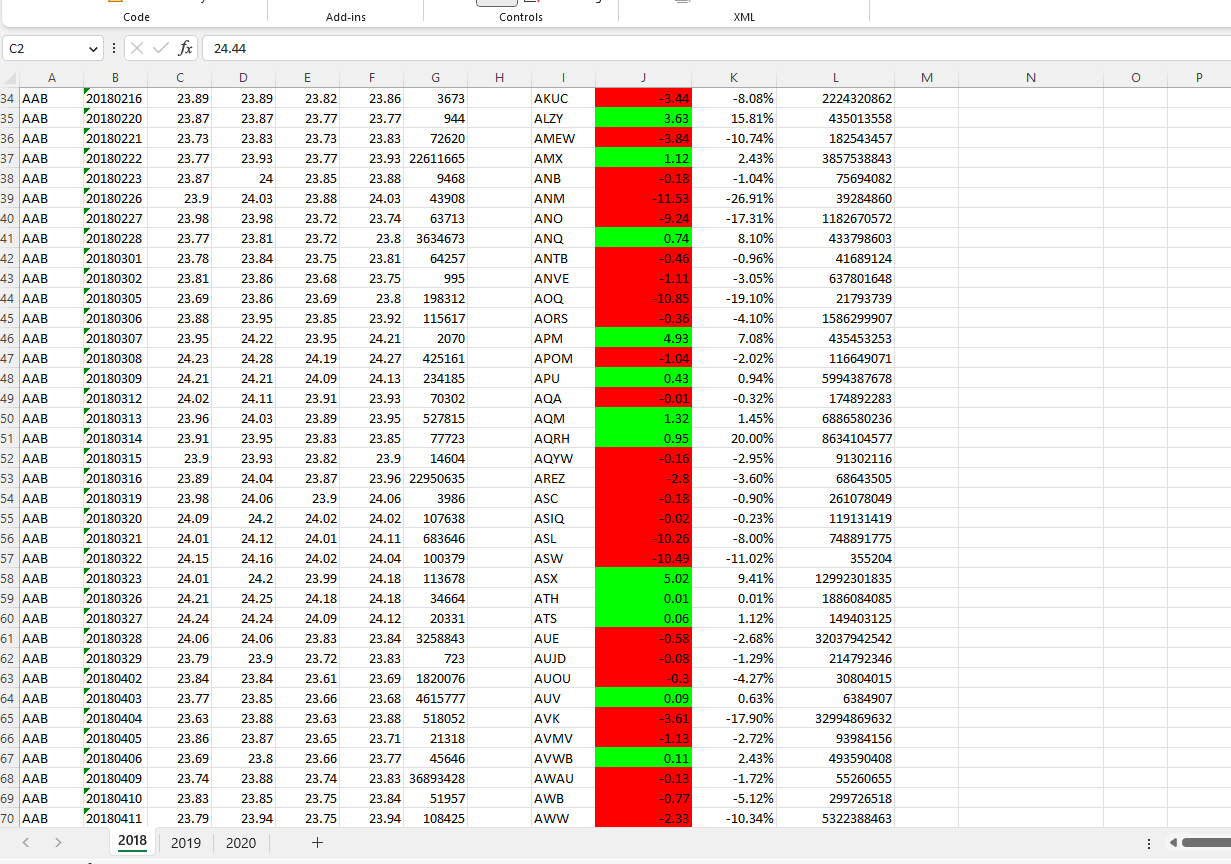 Code Add-ins Controls XML
C2 fx 24.44
A B C D E F G H I J K L M N O P
34 AAB 20180216 23.89 23.89 23.82 23.86 3673 AKUC -3.44 -8.08% 2224320862
35 AAB 20180220 23.87 23.87 23.77 23.77 944 ALZY 3.63 15.81% 435013558
36 AAB 20180221 23.73 23.83 23.73 23.83 72620 AMEW -3.84 -10.74% 182543457
37 AAB 20180222 23.77 23.93 23.77 23.93 22611665 AMX 1.12 2.43% 3857538843
38 AAB 20180223 23.87 24 23.85 23.88 9468 ANB -0.18 -1.04% 75694082
39 AAB 20180226 23.9 24.03 23.88 24.03 43908 ANM -11.53 -26.91% 39284860
40 AAB 20180227 23.98 23.98 23.72 23.74 63713 ANO -9.24 -17.31% 1182670572
41 AAB 20180228 23.77 23.81 23.72 23.8 3634673 ANQ 0.74 8.10% 433798603
42 AAB 20180301 23.78 23.84 23.75 23.81 64257 ANTB -0.46 -0.96% 41689124
43 AAB 20180302 23.81 23.86 23.68 23.75 995 ANVE -1.11 -3.05% 637801648
44 AAB 20180305 23.69 23.86 23.69 23.8 198312 AOQ -10.85 -19.10% 21793739
45 AAB 20180306 23.88 23.95 23.85 23.92 115617 AORS -0.36 -4.10% 1586299907
46 AAB 20180307 23.95 24.22 23.95 24.21 2070 APM 4.93 7.08% 435453253
47 AAB 20180308 24.23 24.28 24.19 24.27 425161 APOM -1.04 -2.02% 116649071
48 AAB 20180309 24.21 24.21 24.09 24.13 234185 APU 0.43 0.94% 5994387678
49 AAB 20180312 24.02 24.11 23.91 23.93 70302 AQA -0.01 -0.32% 174892283
50 AAB 20180313 23.96 24.03 23.89 23.95 527815 AQM 1.32 1.45% 6886580236
51 AAB 20180314 23.91 23.95 23.83 23.85 77723 AQRH 0.95 20.00% 8634104577
52 AAB 20180315 23.9 23.93 23.82 23.9 14604 AQYW -0.16 -2.95% 91302116
53 AAB 20180316 23.89 24.04 23.87 23.96 22950635 AREZ -2.8 -3.60% 68643505
54 AAB 20180319 23.98 24.06 23.9 24.06 3986 ASC -0.18 -0.90% 261078049
55 AAB 20180320 24.09 24.2 24.02 24.02 107638 ASIQ -0.02 -0.23% 119131419
56 AAB 20180321 24.01 24.12 24.01 24.11 683646 ASL -10.26 -8.00% 748891775
57 AAB 20180322 24.15 24.16 24.02 24.04 100379 ASW -10.49 -11.02% 355204
58 AAB 20180323 24.01 24.2 23.99 24.18 113678 ASX 5.02 9.41% 12992301835
59 AAB 20180326 24.21 24.25 24.18 24.18 34664 ATH 0.01 0.01% 1886084085
60 AAB 20180327 24.24 24.24 24.09 24.12 20331 ATS 0.06 1.12% 149403125
61 AAB 20180328 24.06 24.06 23.83 23.84 3258843 AUE -0.58 -2.68% 32037942542
62 AAB 20180329 23.79 23.9 23.72 23.83 723 AUJD -0.08 -1.29% 214792346
63 AAB 20180402 23.84 23.84 23.61 23.69 1820076 AUOU -0.3 -4.27% 30804015
64 AAB 20180403 23.77 23.85 23.66 23.68 4615777 AUV 0.09 0.63% 6384907
65 AAB 20180404 23.63 23.88 23.63 23.88 518052 AVK -3.61 -17.90% 32994869632
66 AAB 20180405 23.86 23.87 23.65 23.71 21318 AVMV -1.13 -2.72% 93984156
67 AAB 20180406 23.69 23.8 23.66 23.77 45646 AVWB 0.11 2.43% 493590408
68 AAB 20180409 23.74 23.88 23.74 23.83 36893428 AWAU -0.13 -1.72% 55260655
69 AAB 20180410 23.83 23.85 23.75 23.84 51957 AWB -0.77 -5.12% 299726518
70 AAB 20180411 23.79 23.94 23.75 23.94 108425 AWW -2.33 -10.34% 5322388463
2018 2019 2020 +